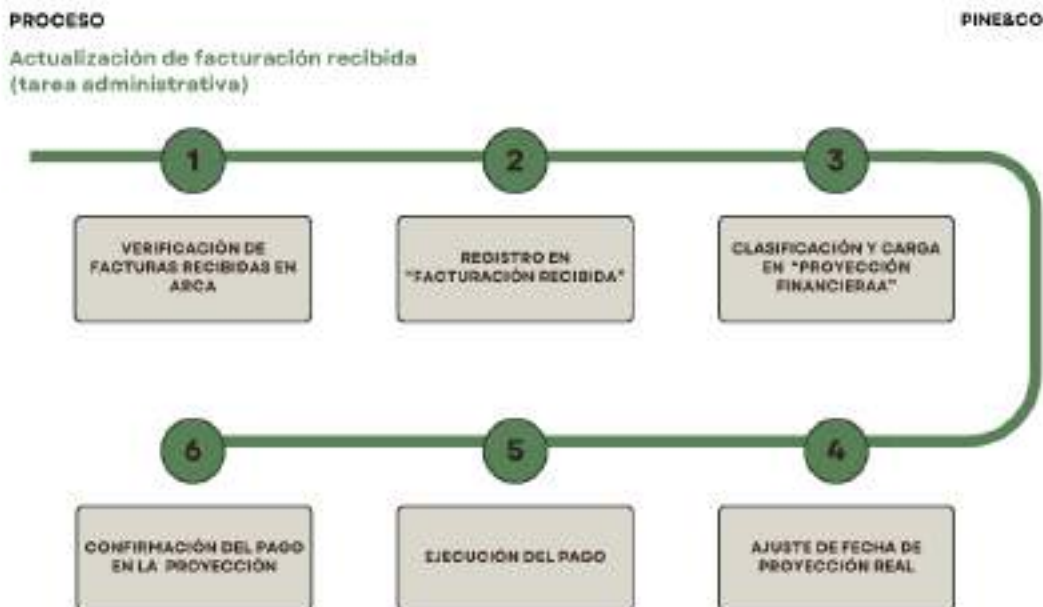 PROCESO
PINE&CO
Actualización de facturación recibida
(tarea administrativa)
1
2
3
VERIFICACIÓN DE
FACTURAS RECIBIDAS EN
ARCA
REGISTRO EN
"FACTURACIÓN RECIBIDA"
CLASIFICACIÓN Y CARGA
EN "PROYECCIÓN
FINANCIERAA"
6
5
4
CONFIRMACIÓN DEL PAGO
EN LA PROYECCIÓN
EJECUCIÓN DEL PAGO
AJUSTE DE FECHA DE
PROYECCIÓN REAL